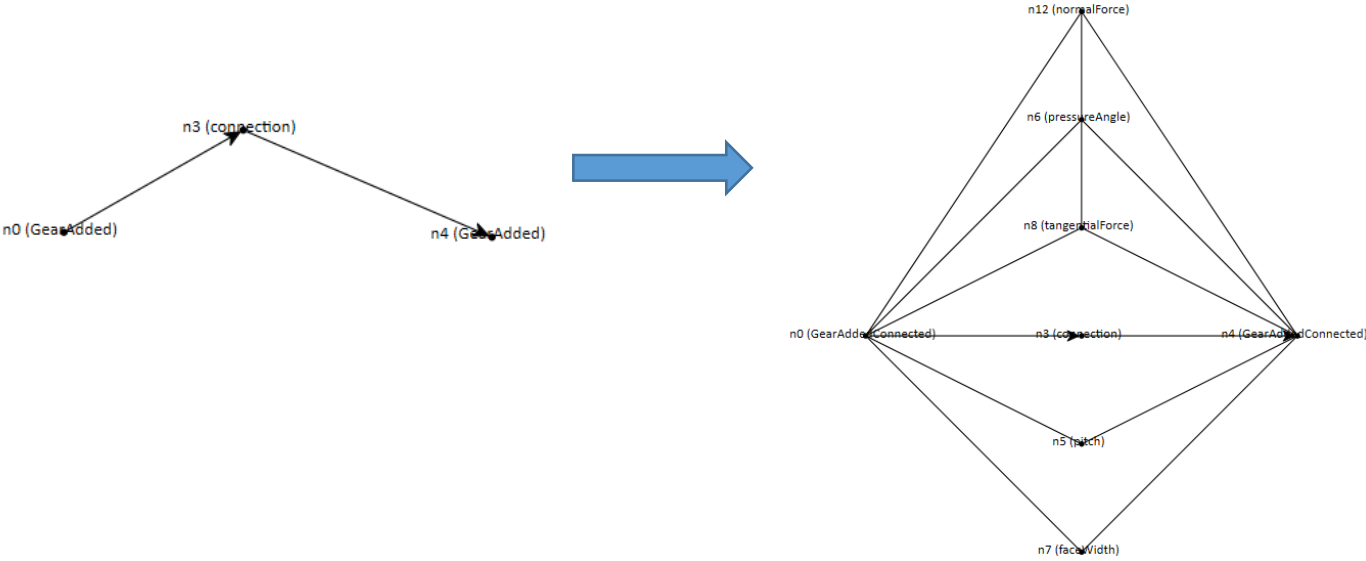 n3 (connection)
n0 (GearAdded)
n4 (GearAdded)
n12 (normalForce)
n6 (pressureAngle)
n8 (tangentialForce)
n0 (GearAddedConnected)
n3 (connection)
n4 (GearAddedConnected)
n5 (pitch)
n7 (faceWidth)